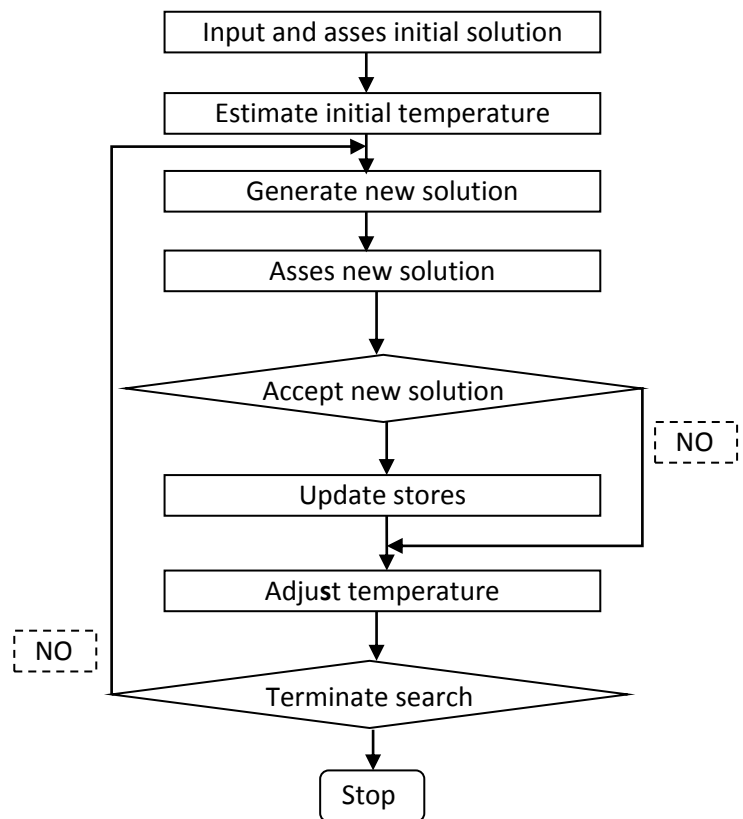 Input and asses initial solution
Estimate initial temperature
Generate new solution
Asses new solution
Accept new solution
NO
Update stores
Adjust temperature
NO
Terminate search
Stop